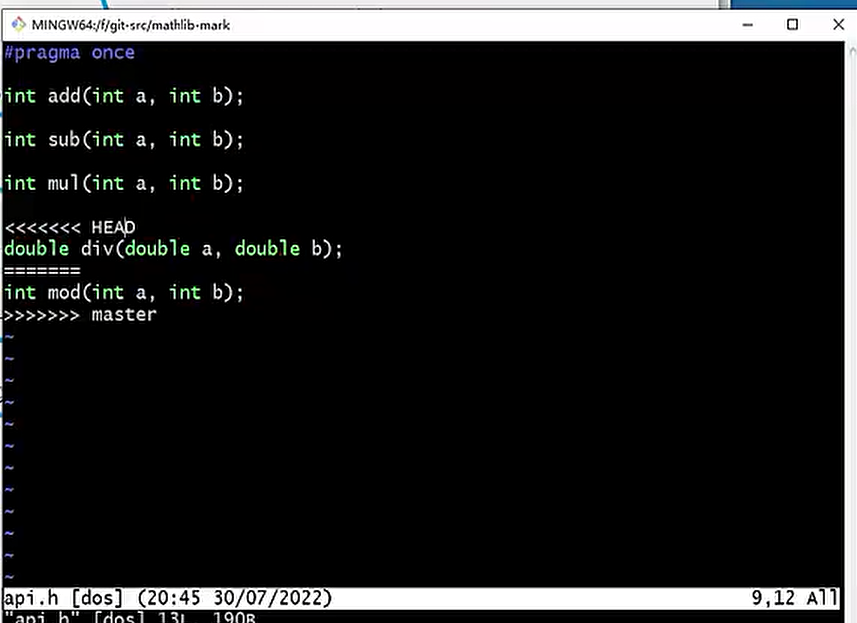 MINGW64:/f/git-src/mathlib-mark
#pragma once
int add(int a, int b);
int sub(int a, int b);
int mul(int a, int b);
<<<<<<< HEAD
double div(double a, double b);
=======
int mod(int a, int b);
>>>>>>> master
~
~
~
~
~
~
~
~
~
~
~
~
api.h [dos] (20:45 30/07/2022) 9,12 All
"api.h" [dos] 13L, 190B